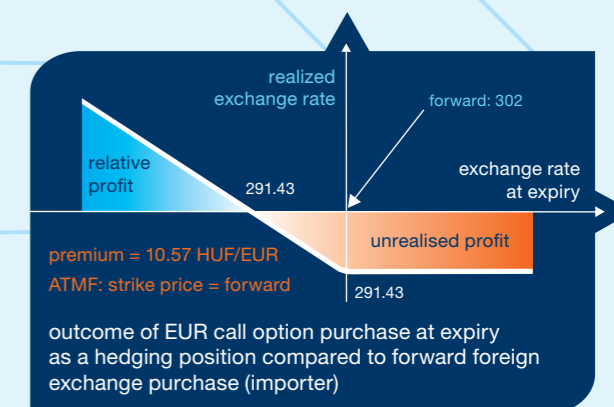 realized
exchange rate
forward: 302
exchange rate
at expiry
relative
profit
291.43
unrealised profit
premium = 10.57 HUF/EUR
ATMF: strike price = forward
291.43
outcome of EUR call option purchase at expiry
as a hedging position compared to forward foreign
exchange purchase (importer)